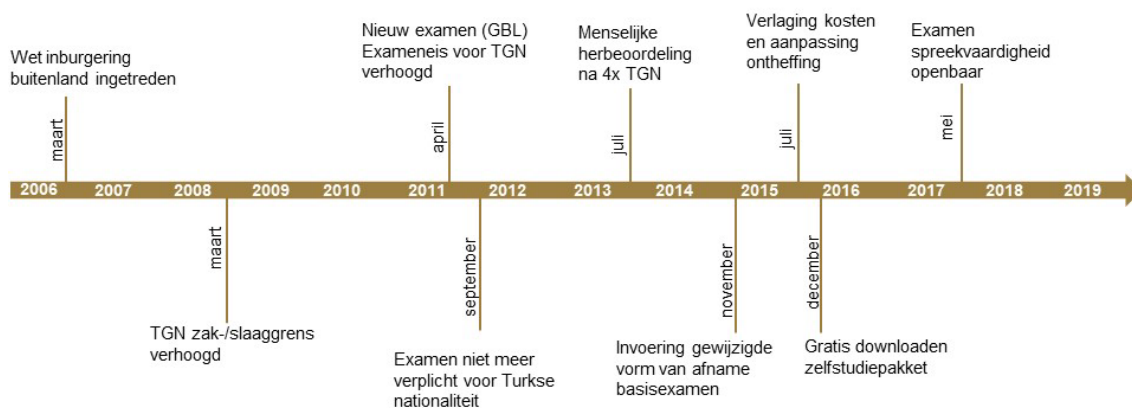 Wet inburgering
buitenland ingetreden
maart
Nieuw examen (GBL)
Exameneis voor TGN
verhoogd
april
Menselijke
herbeoordeling
na 4x TGN
juli
Verlaging kosten
en aanpassing
ontheffing
juli
Examen
spreekvaardigheid
openbaar
mei
2006 2007 2008 2009 2010 2011 2012 2013 2014 2015 2016 2017 2018 2019
maart
TGN zak-/slaaggrens
verhoogd
september
Examen niet meer
verplicht voor Turkse
nationaliteit
november
Invoering gewijzigde
vorm van afname
basisexamen
december
Gratis downloaden
zelfstudiepakket